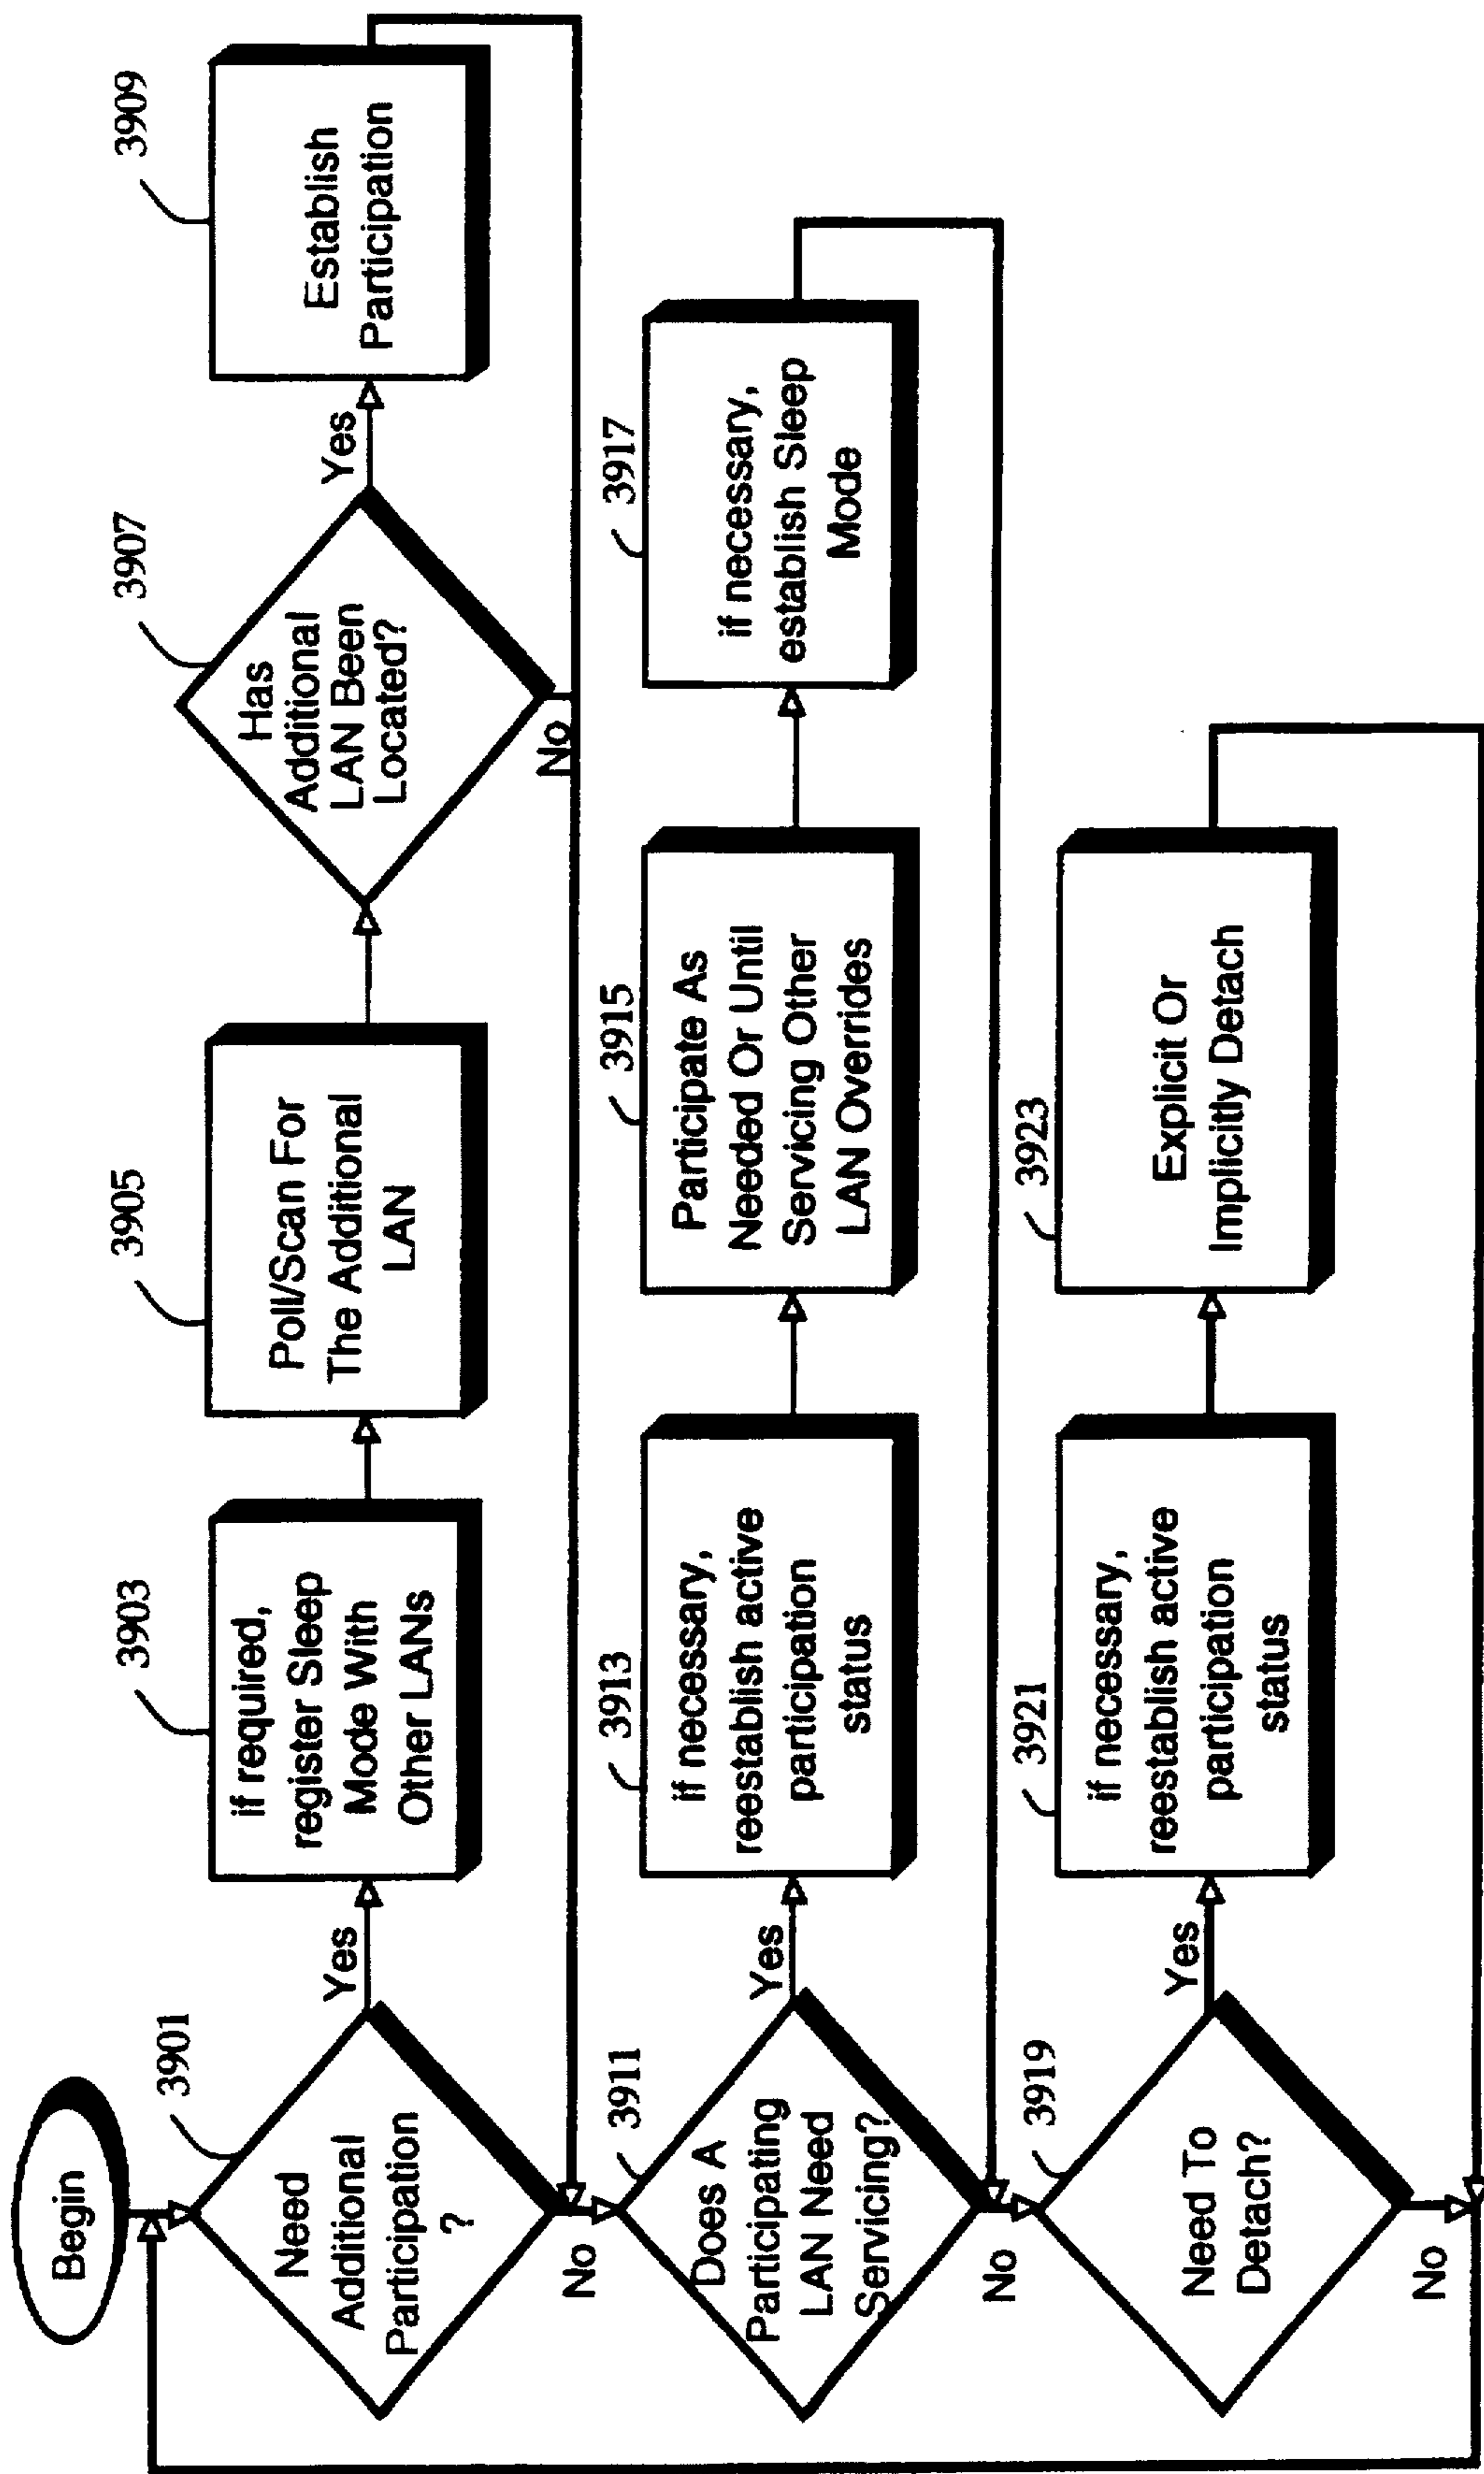 Begin
3901
Need
Additional
Participation
?
Yes
No
3903
if required,
register Sleep
Mode With
Other LANs
3905
Poll/Scan For
The Additional
LAN
3907
Has
Additional
LAN Been
Located?
Yes
No
3909
Establish
Participation
3911
Does A
Participating
LAN Need
Servicing?
Yes
No
3913
if necessary,
reestablish active
participation
status
3915
Participate As
Needed Or Until
Servicing Other
LAN Overrides
3917
if necessary,
establish Sleep
Mode
3919
Need To
Detach?
Yes
No
3921
if necessary,
reestablish active
participation
status
3923
Explicit Or
Implicitly Detach